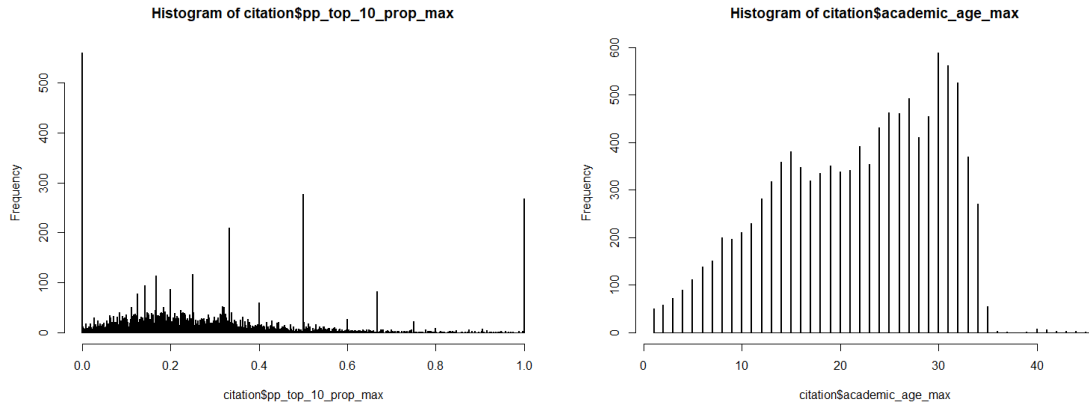 Histogram of citation$pp_top_10_prop_max
Frequency
500
400
300
200
100
0
0.0 0.2 0.4 0.6 0.8 1.0
citation$pp_top_10_prop_max
Histogram of citation$academic_age_max
Frequency
600
500
400
300
200
100
0
0 10 20 30 40
citation$academic_age_max